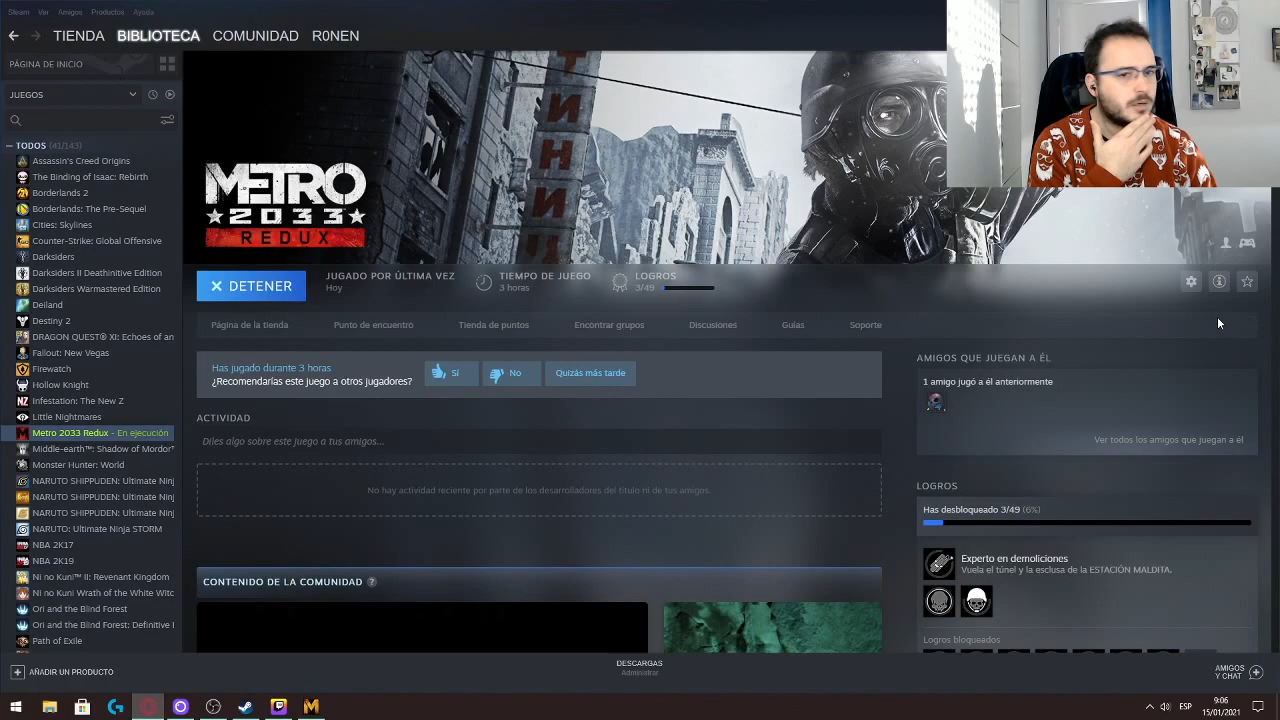 Steam Ver Amigos Productos Ayuda
TIENDA BIBLIOTECA COMUNIDAD R0NEN
PÁGINA DE INICIO
JUEGOS
TODOS (41/143)
Assassin's Creed Origins
The Binding of Isaac: Rebirth
Borderlands 2
Borderlands: The Pre-Sequel
Cities: Skylines
Counter-Strike: Global Offensive
Darksiders
Darksiders II Deathinitive Edition
Darksiders Warmastered Edition
Deiland
Destiny 2
DRAGON QUEST® XI: Echoes of an
Fallout: New Vegas
Firewatch
Hollow Knight
Infestation: The New Z
Little Nightmares
Metro 2033 Redux - En ejecución
Middle-earth™: Shadow of Mordor™
Monster Hunter: World
NARUTO SHIPPUDEN: Ultimate Ninj
NARUTO SHIPPUDEN: Ultimate Ninj
NARUTO SHIPPUDEN: Ultimate Ninj
NARUTO: Ultimate Ninja STORM
NBA 2K17
NBA 2K19
Ni no Kuni™ II: Revenant Kingdom
Ni no Kuni Wrath of the White Witc
Ori and the Blind Forest
Ori and the Blind Forest: Definitive
Path of Exile
METRO
2033
REDUX
DETENER
JUGADO POR ÚLTIMA VEZ
Hoy
TIEMPO DE JUEGO
3 horas
LOGROS
3/49
Página de la tienda Punto de encuentro Tienda de puntos Encontrar grupos Discusiones Guías Soporte
Has jugado durante 3 horas
¿Recomendarías este juego a otros jugadores?
Sí No Quizás más tarde
ACTIVIDAD
Diles algo sobre este juego a tus amigos...
No hay actividad reciente por parte de los desarrolladores del título ni de tus amigos.
CONTENIDO DE LA COMUNIDAD ?
AMIGOS QUE JUEGAN A ÉL
1 amigo jugó a él anteriormente
Ver todos los amigos que juegan a él
LOGROS
Has desbloqueado 3/49 (6%)
Experto en demoliciones
Vuela el túnel y la esclusa de la ESTACIÓN MALDITA.
Logros bloqueados
AÑADIR UN PRODUCTO
DESCARGAS
Administrar
AMIGOS
Y CHAT
ESP
9:06
15/01/2021